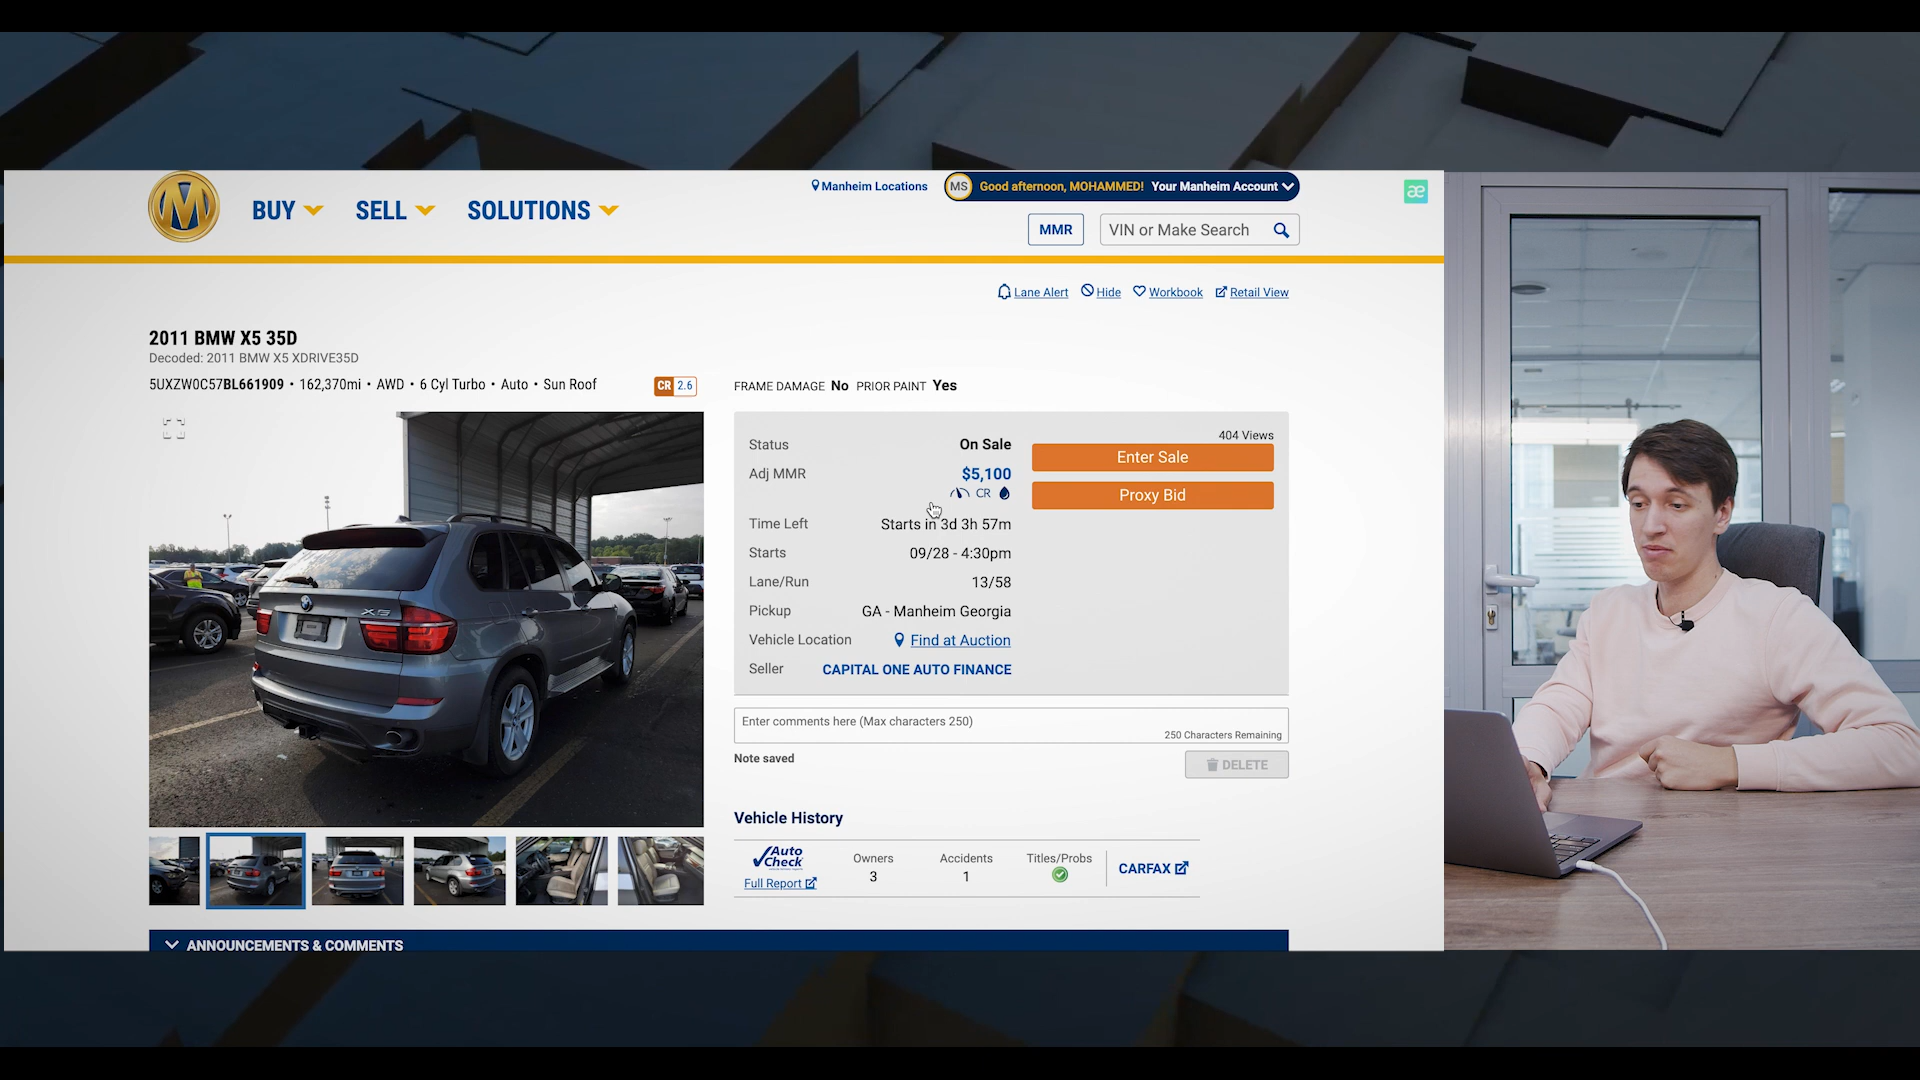 Manheim Locations
MS Good afternoon, MOHAMMED! Your Manheim Account
M BUY SELL SOLUTIONS
MMR VIN or Make Search
æ
Lane Alert Hide Workbook Retail View
2011 BMW X5 35D
Decoded: 2011 BMW X5 XDRIVE35D
5UXZW0C57BL661909 • 162,370mi • AWD • 6 Cyl Turbo • Auto • Sun Roof
CR 2.6
FRAME DAMAGE No PRIOR PAINT Yes
404 Views
Status On Sale
Enter Sale
Adj MMR $5,100
CR
Proxy Bid
Time Left Starts in 3d 3h 57m
Starts 09/28 - 4:30pm
Lane/Run 13/58
Pickup GA - Manheim Georgia
Vehicle Location Find at Auction
Seller CAPITAL ONE AUTO FINANCE
X5
Enter comments here (Max characters 250)
250 Characters Remaining
Note saved
DELETE
Vehicle History
Auto Check
Full Report
Owners
3
Accidents
1
Titles/Probs
CARFAX
ANNOUNCEMENTS & COMMENTS